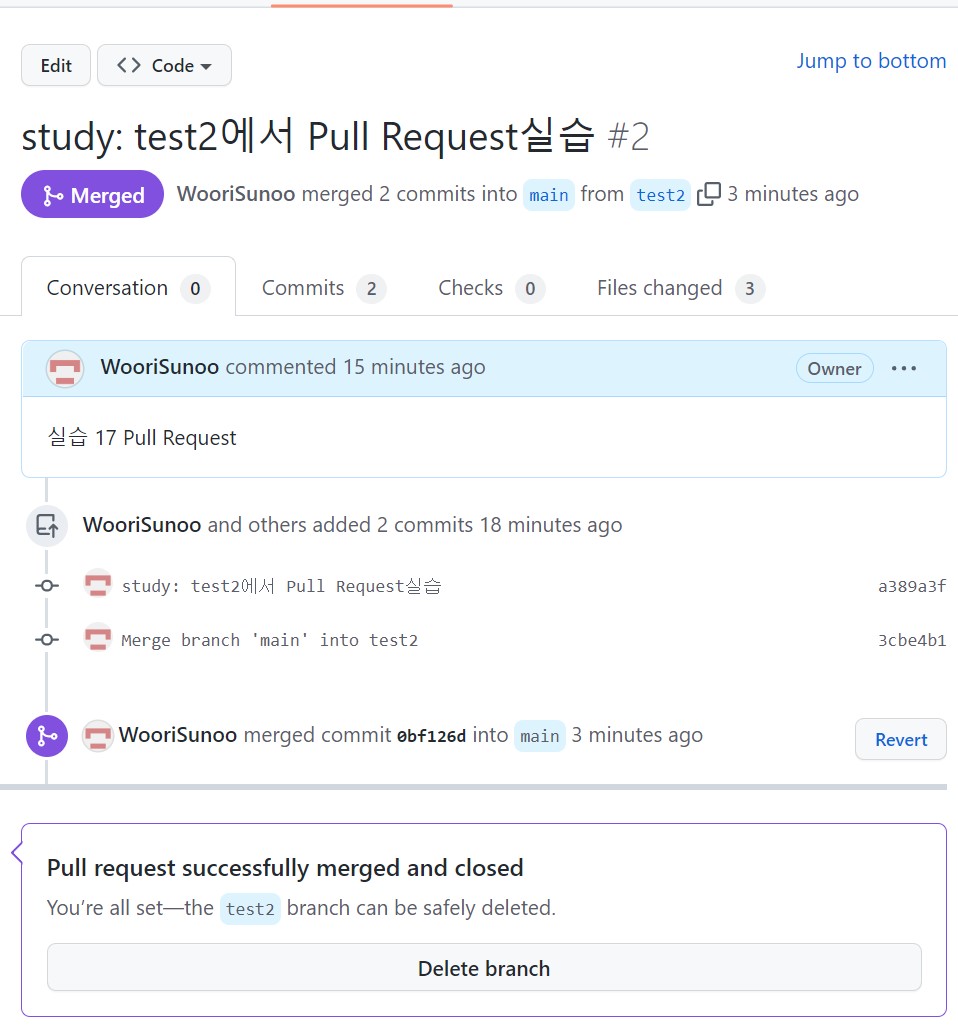 Edit <> Code Jump to bottom
study: test2에서 Pull Request실습 #2
Merged WooriSunoo merged 2 commits into main from test2 3 minutes ago
Conversation 0 Commits 2 Checks 0 Files changed 3
WooriSunoo commented 15 minutes ago Owner ...
실습 17 Pull Request
WooriSunoo and others added 2 commits 18 minutes ago
study: test2에서 Pull Request실습 a389a3f
Merge branch 'main' into test2 3cbe4b1
WooriSunoo merged commit 0bf126d into main 3 minutes ago Revert
Pull request successfully merged and closed
You're all set—the test2 branch can be safely deleted.
Delete branch